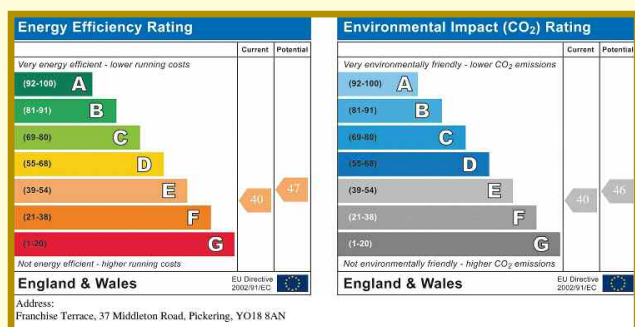 Energy Efficiency Rating
Current Potential
Very energy efficient - lower running costs
(92-100) A
(81-91) B
(69-80) C
(55-68) D
(39-54) E
40 47
(21-38) F
(1-20) G
Not energy efficient - higher running costs
England & Wales
EU Directive
2002/91/EC
Environmental Impact (CO₂) Rating
Current Potential
Very environmentally friendly - lower CO₂ emissions
(92-100) A
(81-91) B
(69-80) C
(55-68) D
(39-54) E
40 46
(21-38) F
(1-20) G
Not environmentally friendly - higher CO₂ emissions
England & Wales
EU Directive
2002/91/EC
Address:
Franchise Terrace, 37 Middleton Road, Pickering, YO18 8AN